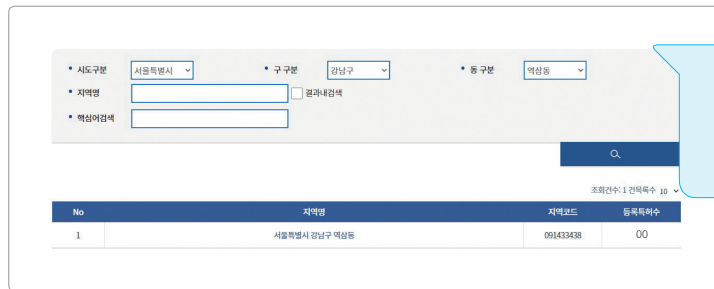 • 시도구분 서울특별시 • 구 구분 강남구 • 동 구분 역삼동
• 지역명 결과내검색
• 핵심어검색
조회건수: 1 건목록수 10
No 지역명 지역코드 등록특허수
1 서울특별시 강남구 역삼동 091433438 00